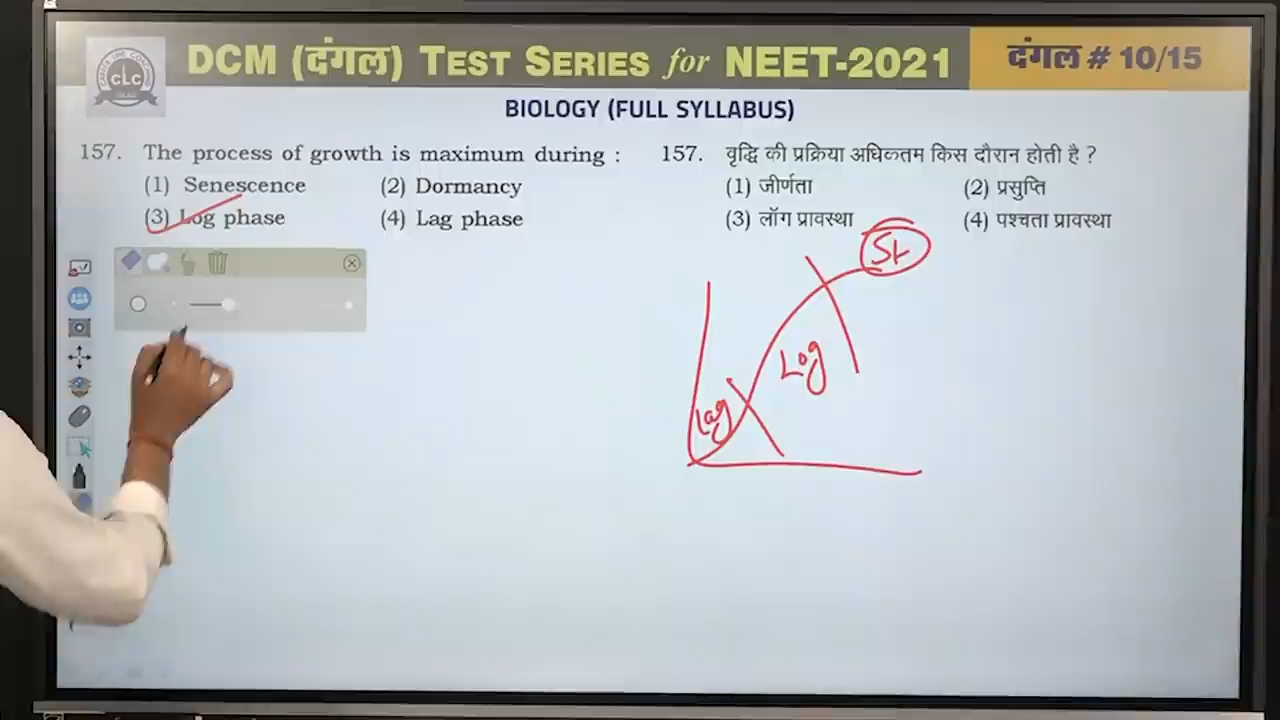 DCM (दंगल) TEST SERIES for NEET-2021
दंगल # 10/15
CLC
BIOLOGY (FULL SYLLABUS)
157. The process of growth is maximum during :
(1) Senescence (2) Dormancy
(3) Log phase (4) Lag phase
157. वृद्धि की प्रक्रिया अधिकतम किस दौरान होती है ?
(1) जीर्णता (2) प्रसुप्ति
(3) लॉग प्रावस्था (4) पश्चता प्रावस्था
St
Log
Lag